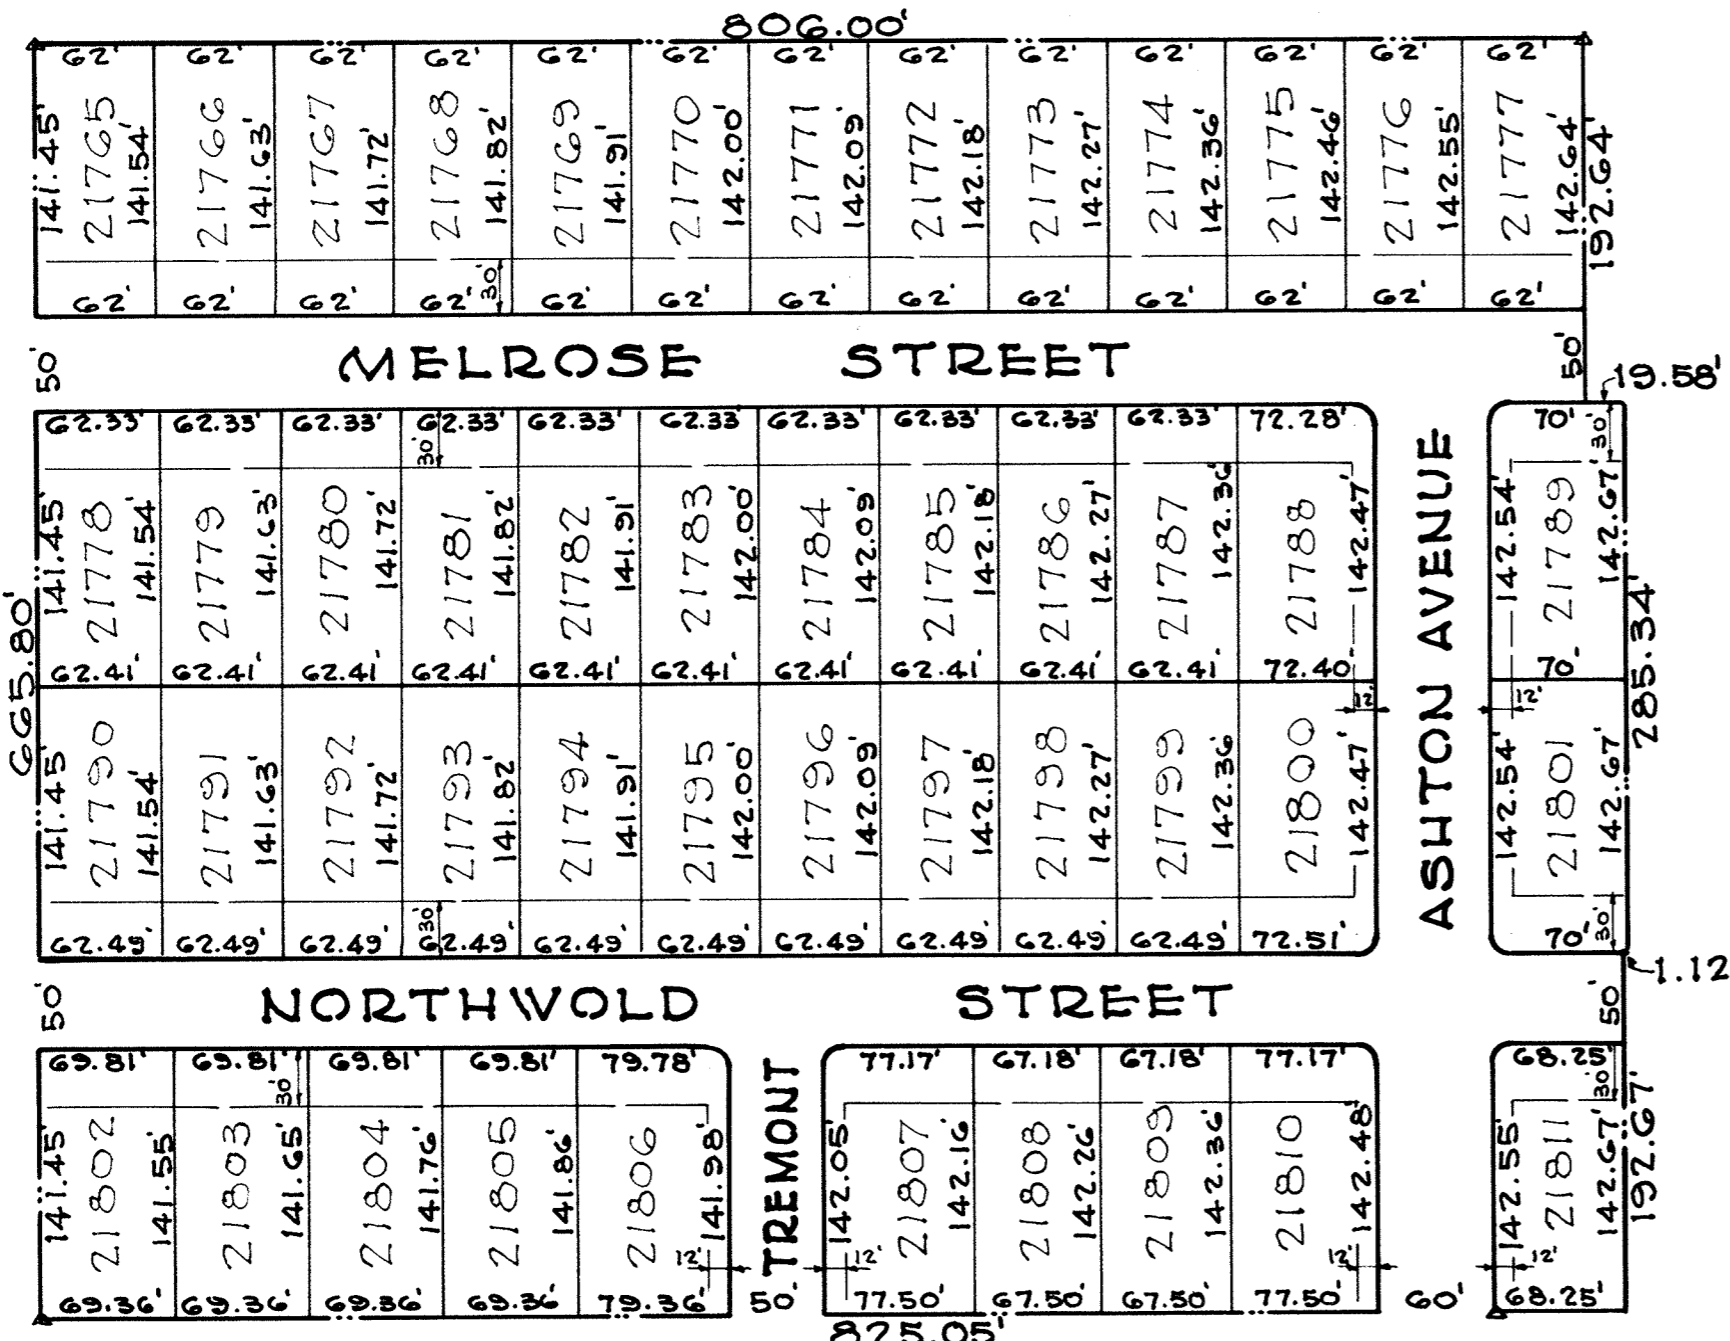 806.00'
62' 62' 62' 62' 62' 62' 62' 62' 62' 62' 62' 62' 62'
141.45' 21765 141.54' 21766 141.63' 21767 141.72' 21768 141.82' 21769 141.91' 21770 142.00' 21771 142.09' 21772 142.18' 21773 142.27' 21774 142.36' 21775 142.46' 21776 142.55' 21777 142.64' 192.64'
30'
62' 62' 62' 62' 62' 62' 62' 62' 62' 62' 62' 62' 62'
50' MELROSE STREET 50' 19.58'
62.33' 62.33' 62.33' 62.33' 62.33' 62.33' 62.33' 62.33' 62.33' 62.33' 72.28' 70'
30' 30'
141.45' 21778 141.54' 21779 141.63' 21780 141.72' 21781 141.82' 21782 141.91' 21783 142.00' 21784 142.09' 21785 142.18' 21786 142.27' 21787 142.36' 21788 142.47' 142.54' 21789 142.67'
62.41' 62.41' 62.41' 62.41' 62.41' 62.41' 62.41' 62.41' 62.41' 62.41 72.40 70'
665.80' ASHTON AVENUE 285.34'
12' 12'
141.45' 21790 141.54' 21791 141.63' 21792 141.72' 21793 141.82' 21794 141.91' 21795 142.00' 21796 142.09' 21797 142.18' 21798 142.27' 21799 142.36' 21800 142.47' 142.54' 21801 142.67'
30' 30'
62.49' 62.49' 62.49' 62.49' 62.49' 62.49' 62.49' 62.49' 62.49 62.49' 72.51' 70'
1.12
50' NORTHWOLD STREET 50'
69.81' 69.81' 69.81' 69.81' 79.78' 77.17' 67.18' 67.18' 77.17' 68.25'
30' 30'
141.45' 21802 141.55' 21803 141.65' 21804 141.76' 21805 141.86' 21806 141.98' TREMONT 142.05' 21807 142.16' 21808 142.26' 21809 142.36' 21810 142.48' 142.55' 21811 142.67' 192.67'
12' 12' 12' 12'
69.36' 69.36' 69.36' 69.36' 79.36' 50' 77.50' 67.50' 67.50' 77.50' 60' 68.25'
825.05'